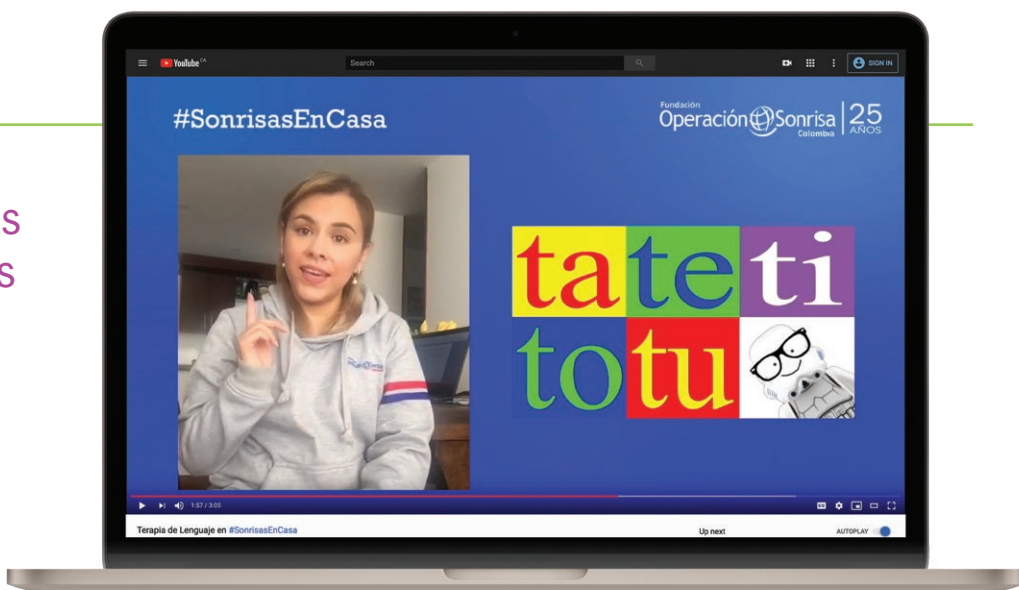 YouTube CA
Search
SIGN IN
#SonrisasEnCasa
Fundación
Operación Sonrisa
Colombia
25
AÑOS
s
s
ta te ti
to tu
1:57 / 3:05
Terapia de Lenguaje en #SonrisasEnCasa
Up next
AUTOPLAY